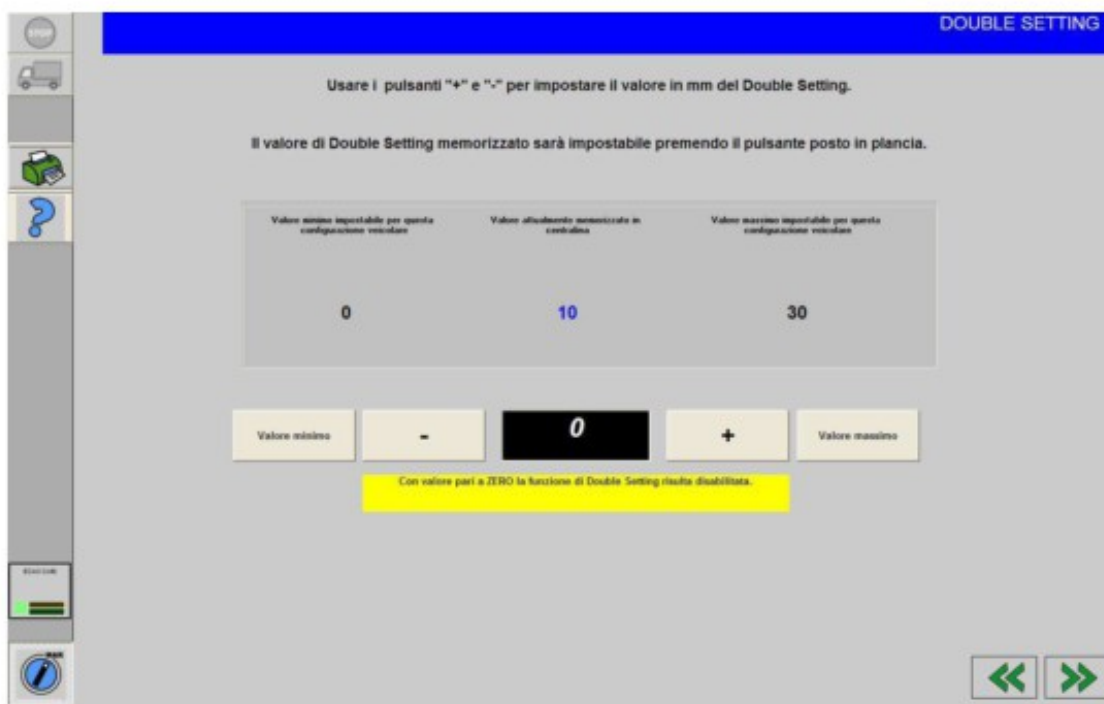 STOP
DOUBLE SETTING
Usare i pulsanti "+" e "-" per impostare il valore in mm del Double Setting.
Il valore di Double Setting memorizzato sarà impostabile premendo il pulsante posto in plancia.
Valore minimo impostabile per questa
configurazione veicolare
Valore attualmente memorizzato in
centralina
Valore massimo impostabile per questa
configurazione veicolare
0
10
30
Valore minimo
-
0
+
Valore massimo
Con valore pari a ZERO la funzione di Double Setting risulta disabilitata.